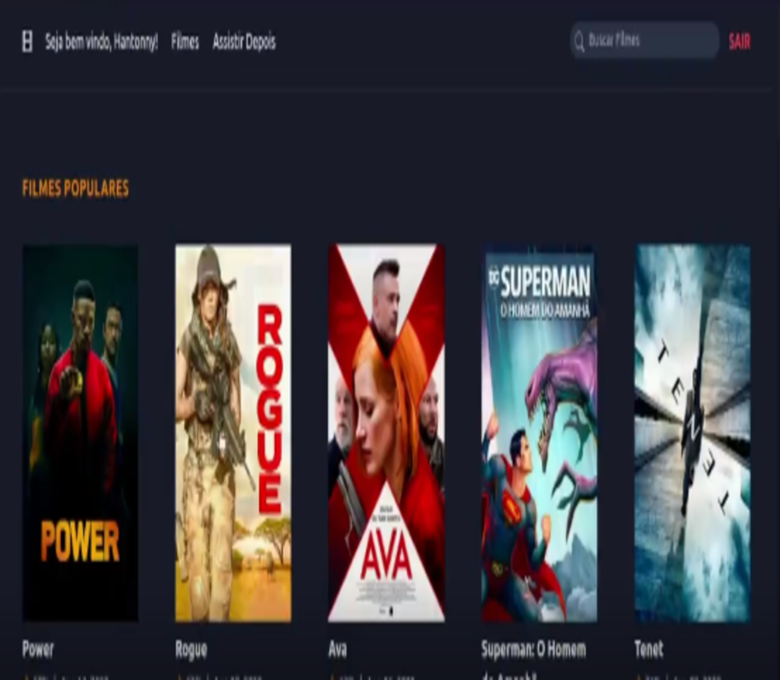 Seja bem vindo, Hantonny! Filmes Assistir Depois
Buscar Filmes SAIR
FILMES POPULARES
POWER
ROGUE
AVA
DC SUPERMAN
O HOMEM DO AMANHÃ
TENET
Power
Rogue
Ava
Superman: O Homem
do Amanhã
Tenet